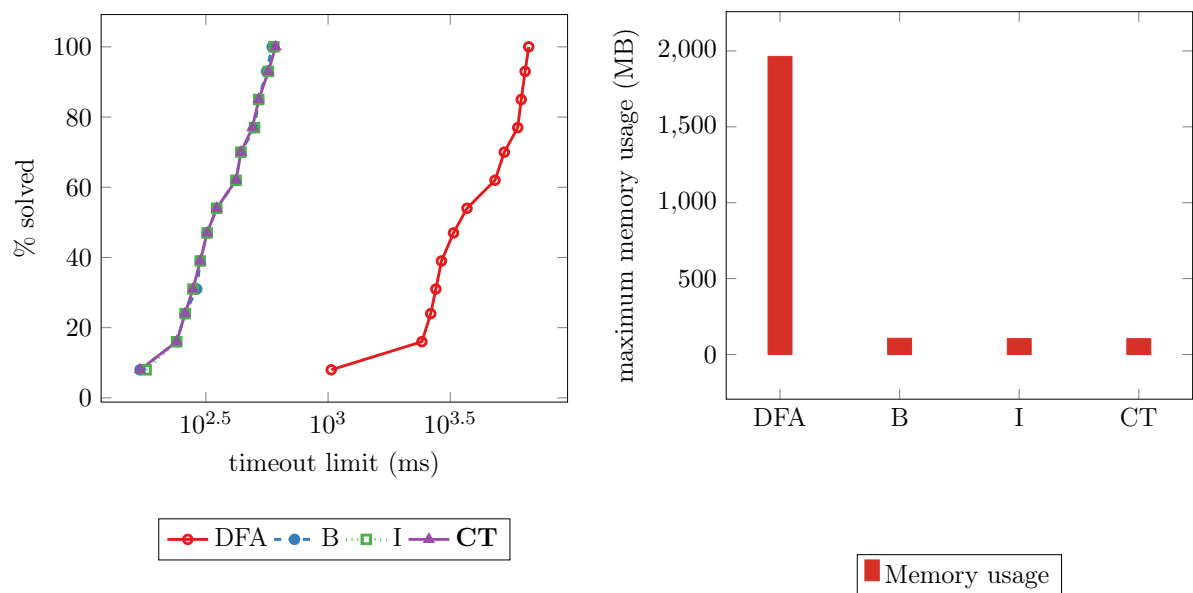 100
80
60
40
20
0
% solved
10^2.5 10^3 10^3.5
timeout limit (ms)
DFA B I CT
2,000
1,500
1,000
500
0
maximum memory usage (MB)
DFA B I CT
Memory usage